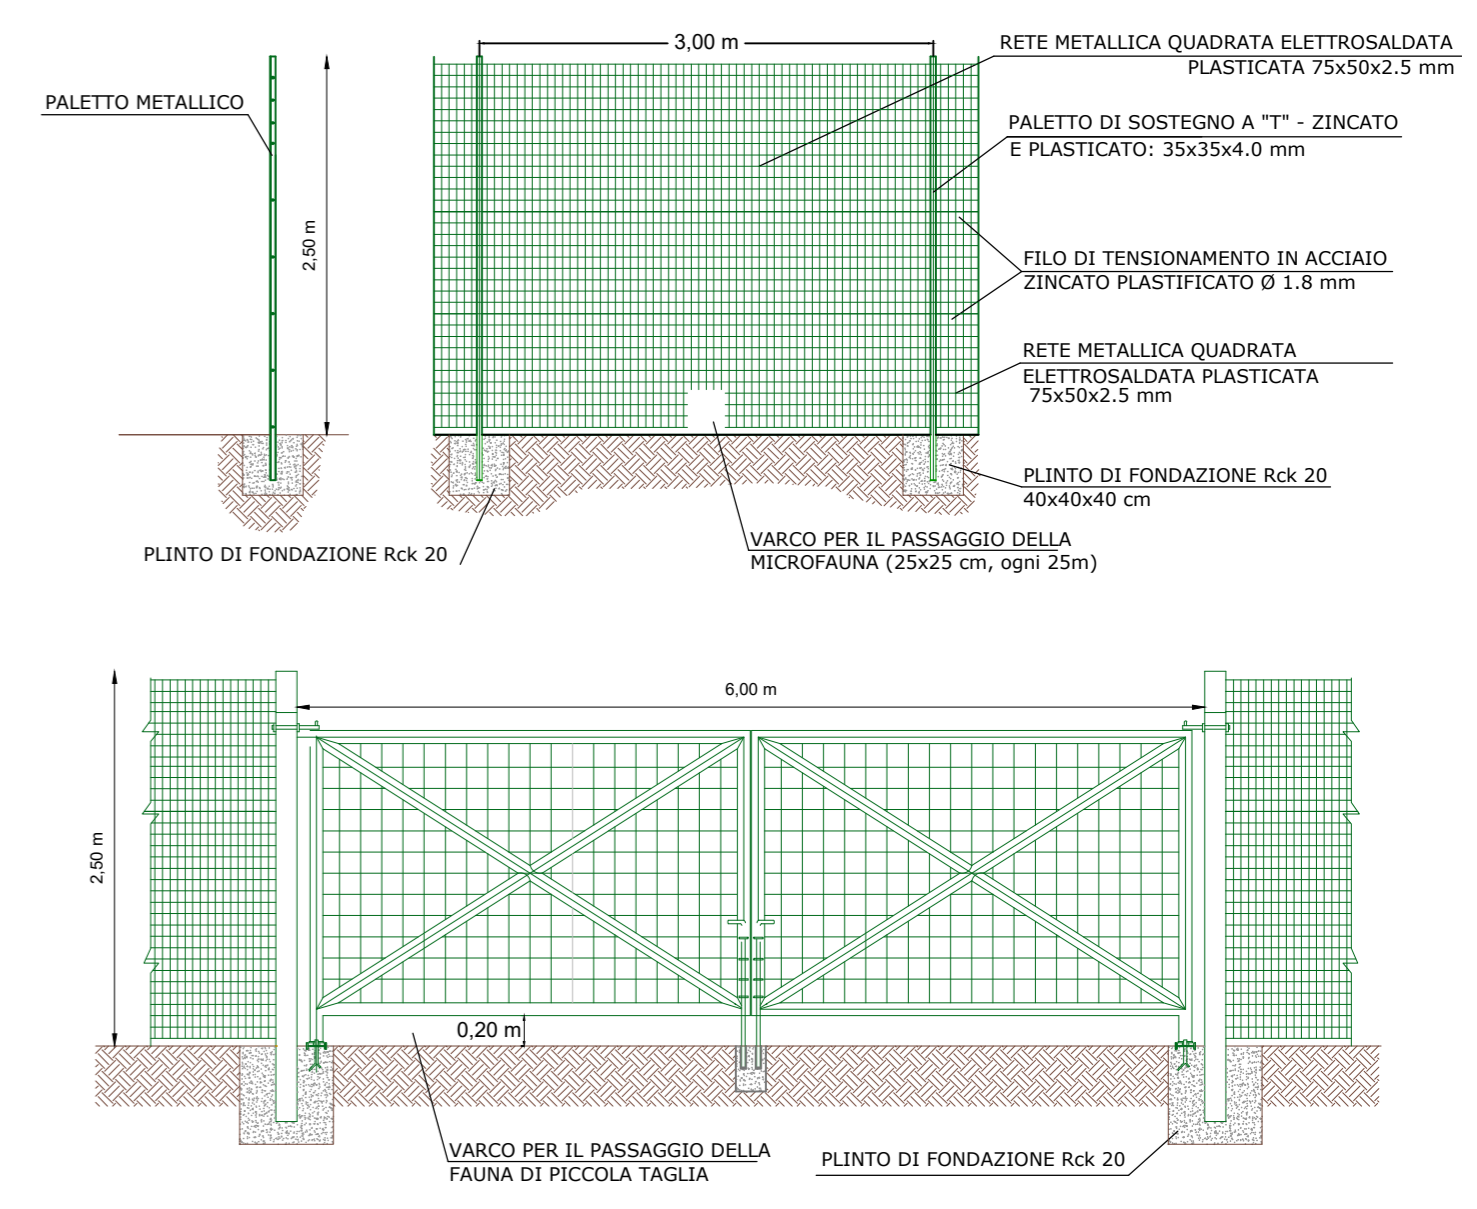 3,00 m
RETE METALLICA QUADRATA ELETTROSALDATA
PLASTICATA 75x50x2.5 mm
PALETTO METALLICO
PALETTO DI SOSTEGNO A "T" - ZINCATO
E PLASTICATO: 35x35x4.0 mm
2,50 m
FILO DI TENSIONAMENTO IN ACCIAIO
ZINCATO PLASTIFICATO Ø 1.8 mm
RETE METALLICA QUADRATA
ELETTROSALDATA PLASTICATA
75x50x2.5 mm
PLINTO DI FONDAZIONE Rck 20
40x40x40 cm
PLINTO DI FONDAZIONE Rck 20
VARCO PER IL PASSAGGIO DELLA
MICROFAUNA (25x25 cm, ogni 25m)
6,00 m
2,50 m
0,20 m
VARCO PER IL PASSAGGIO DELLA
FAUNA DI PICCOLA TAGLIA
PLINTO DI FONDAZIONE Rck 20